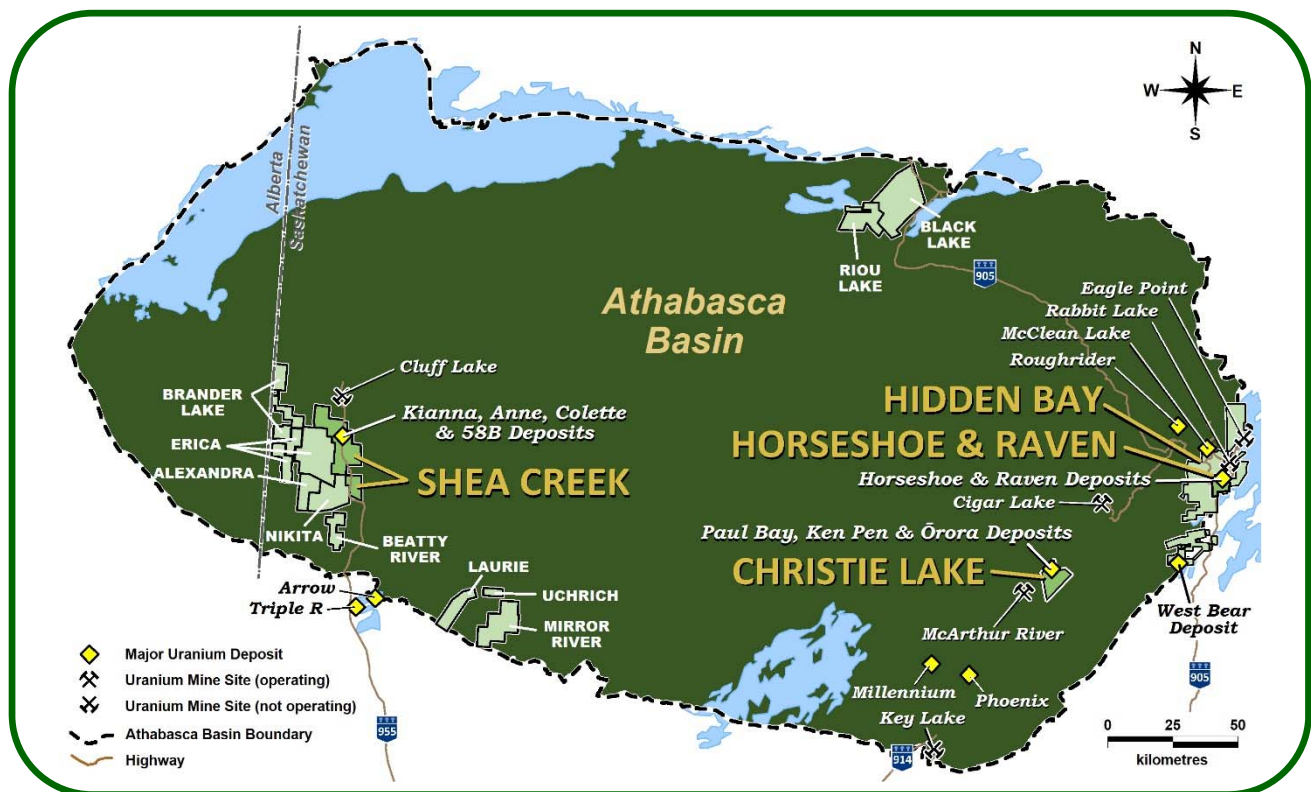 N
W
E
S
Alberta
Saskatchewan
BLACK
LAKE
RIOU
LAKE
905
Athabasca
Basin
Eagle Point
Rabbit Lake
McClean Lake
Roughrider
Cluff Lake
BRANDER
LAKE
Kianna, Anne, Colette
& 58B Deposits
HIDDEN BAY
ERICA
HORSESHOE & RAVEN
ALEXANDRA
SHEA CREEK
Horseshoe & Raven Deposits
Cigar Lake
NIKITA
BEATTY
RIVER
Paul Bay, Ken Pen & Ōrora Deposits
CHRISTIE LAKE
LAURIE
Arrow
Triple R
UCHRICH
MIRROR
RIVER
McArthur River
West Bear
Deposit
Major Uranium Deposit
Uranium Mine Site (operating)
Uranium Mine Site (not operating)
Athabasca Basin Boundary
Highway
955
Millennium
Phoenix
Key Lake
914
905
0 25 50
kilometres